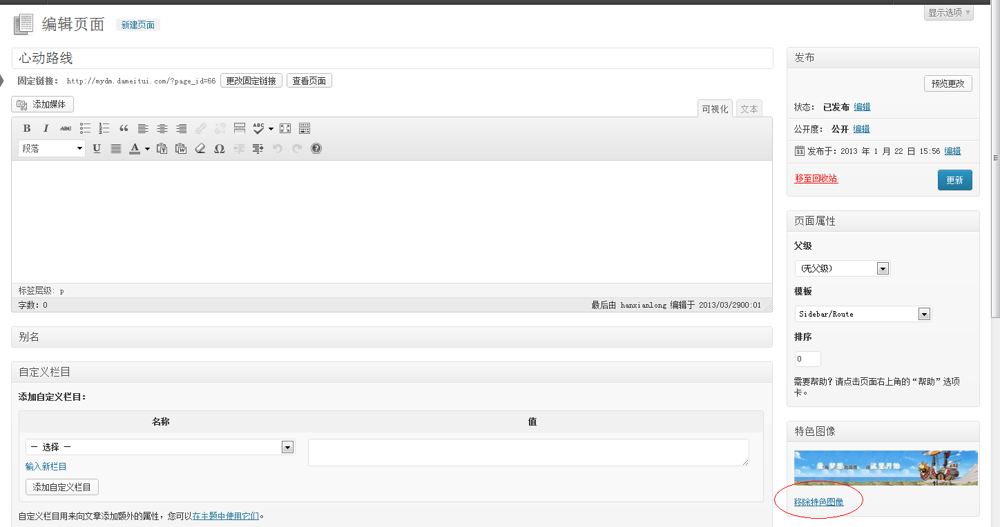 显示选项
编辑页面 新建页面
心动路线
固定链接： http://mydm.dameitui.com/?page_id=66 更改固定链接 查看页面
添加媒体
可视化 文本
B I ABC ABC
段落 U A
标签层级: p
字数: 0 最后由 hanxianlong 编辑于 2013/03/2900:01
别名
自定义栏目
添加自定义栏目：
名称 值
— 选择 —
输入新栏目
添加自定义栏目
自定义栏目用来向文章添加额外的属性，您可以在主题中使用它们。
发布
预览更改
状态： 已发布 编辑
公开度： 公开 编辑
11 发布于：2013 年 1 月 22 日 15:56 编辑
移至回收站 更新
页面属性
父级
(无父级)
模板
Sidebar/Route
排序
0
需要帮助？请点击页面右上角的“帮助”选项
卡。
特色图像
爱与梦想的旅程 从这里开始
移除特色图像